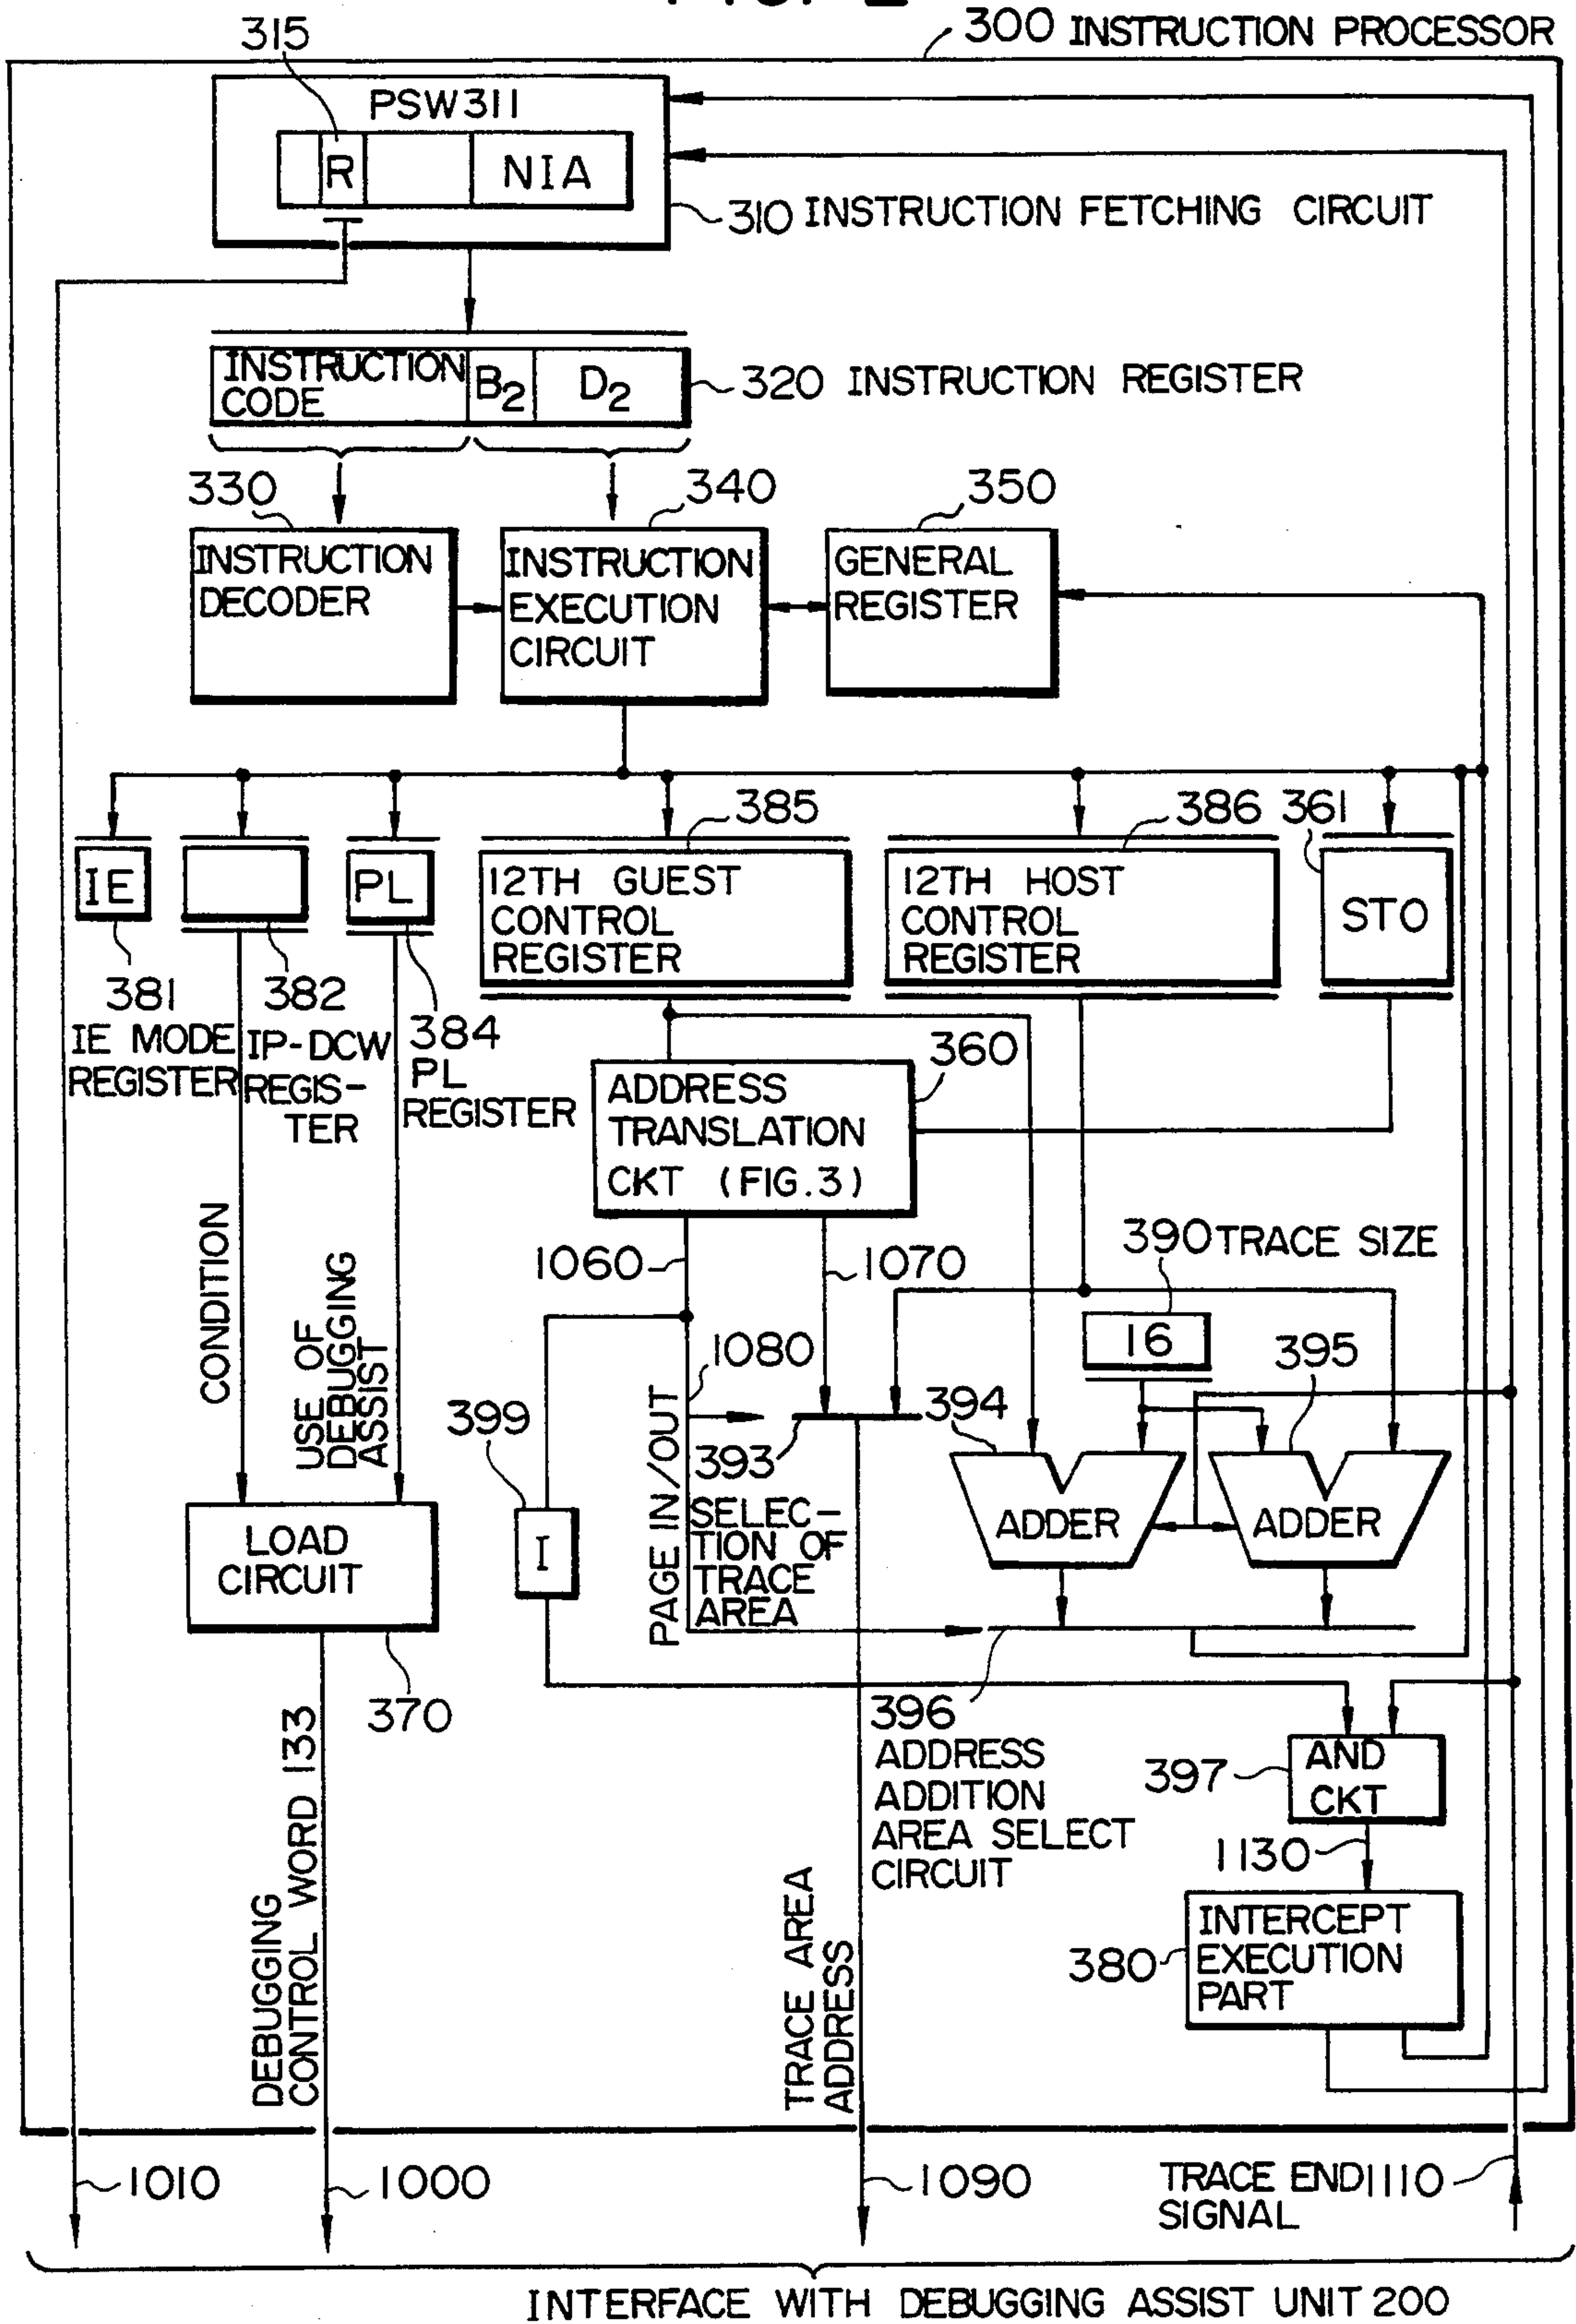 300 INSTRUCTION PROCESSOR
315
PSW311
R
NIA
310 INSTRUCTION FETCHING CIRCUIT
INSTRUCTION
CODE
B2
D2
320 INSTRUCTION REGISTER
330
340
350
INSTRUCTION
DECODER
INSTRUCTION
EXECUTION
CIRCUIT
GENERAL
REGISTER
385
386
361
IE
PL
12TH GUEST
CONTROL
REGISTER
12TH HOST
CONTROL
REGISTER
STO
381
IE MODE
REGISTER
382
IP-DCW
REGIS-
TER
384
PL
REGISTER
360
ADDRESS
TRANSLATION
CKT (FIG.3)
CONDITION
USE OF
DEBUGGING
ASSIST
1060
1070
390 TRACE SIZE
16
1080
395
394
399
393
PAGE IN/OUT
SELEC-
TION OF
TRACE
AREA
ADDER
ADDER
LOAD
CIRCUIT
I
370
396
ADDRESS
ADDITION
AREA SELECT
CIRCUIT
397
AND
CKT
1130
DEBUGGING
CONTROL WORD 133
TRACE AREA
ADDRESS
380
INTERCEPT
EXECUTION
PART
1010
1000
1090
TRACE END 1110
SIGNAL
INTERFACE WITH DEBUGGING ASSIST UNIT 200